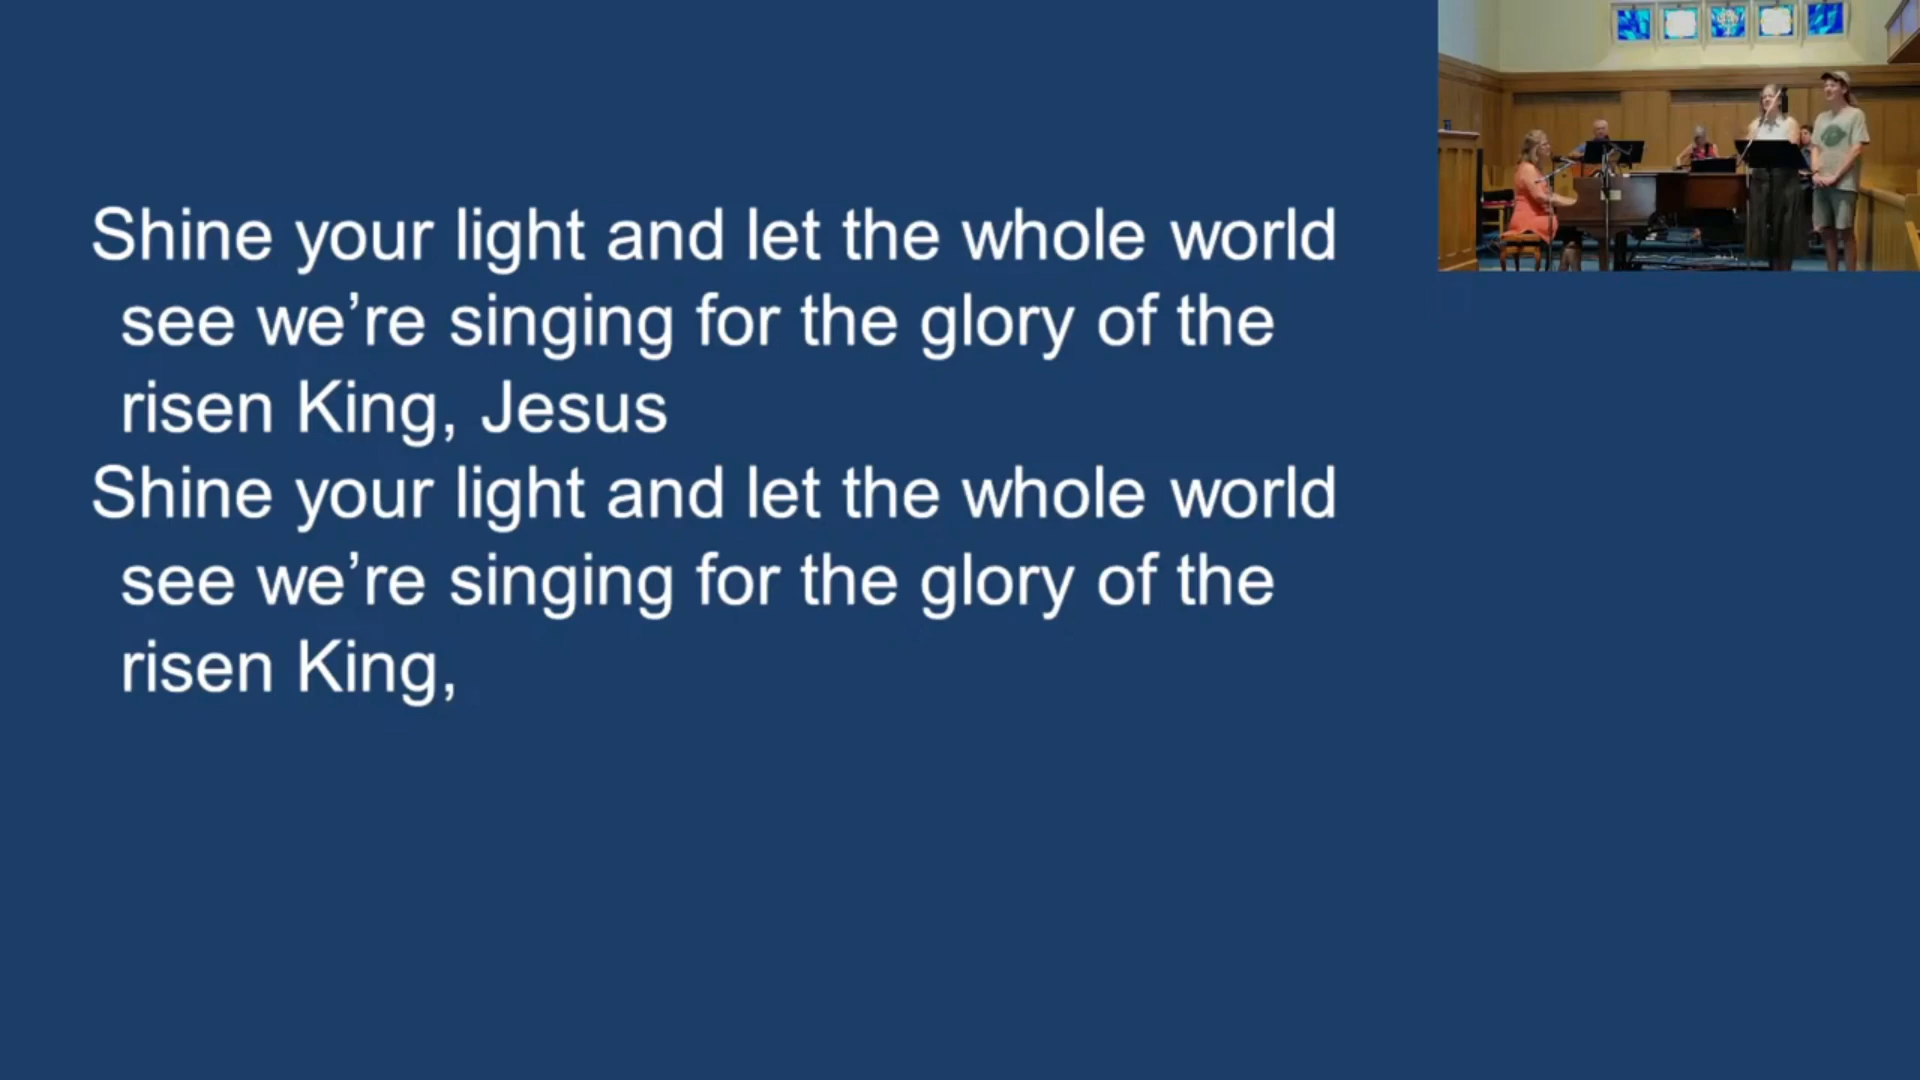 Shine your light and let the whole world
see we’re singing for the glory of the
risen King, Jesus
Shine your light and let the whole world
see we’re singing for the glory of the
risen King,